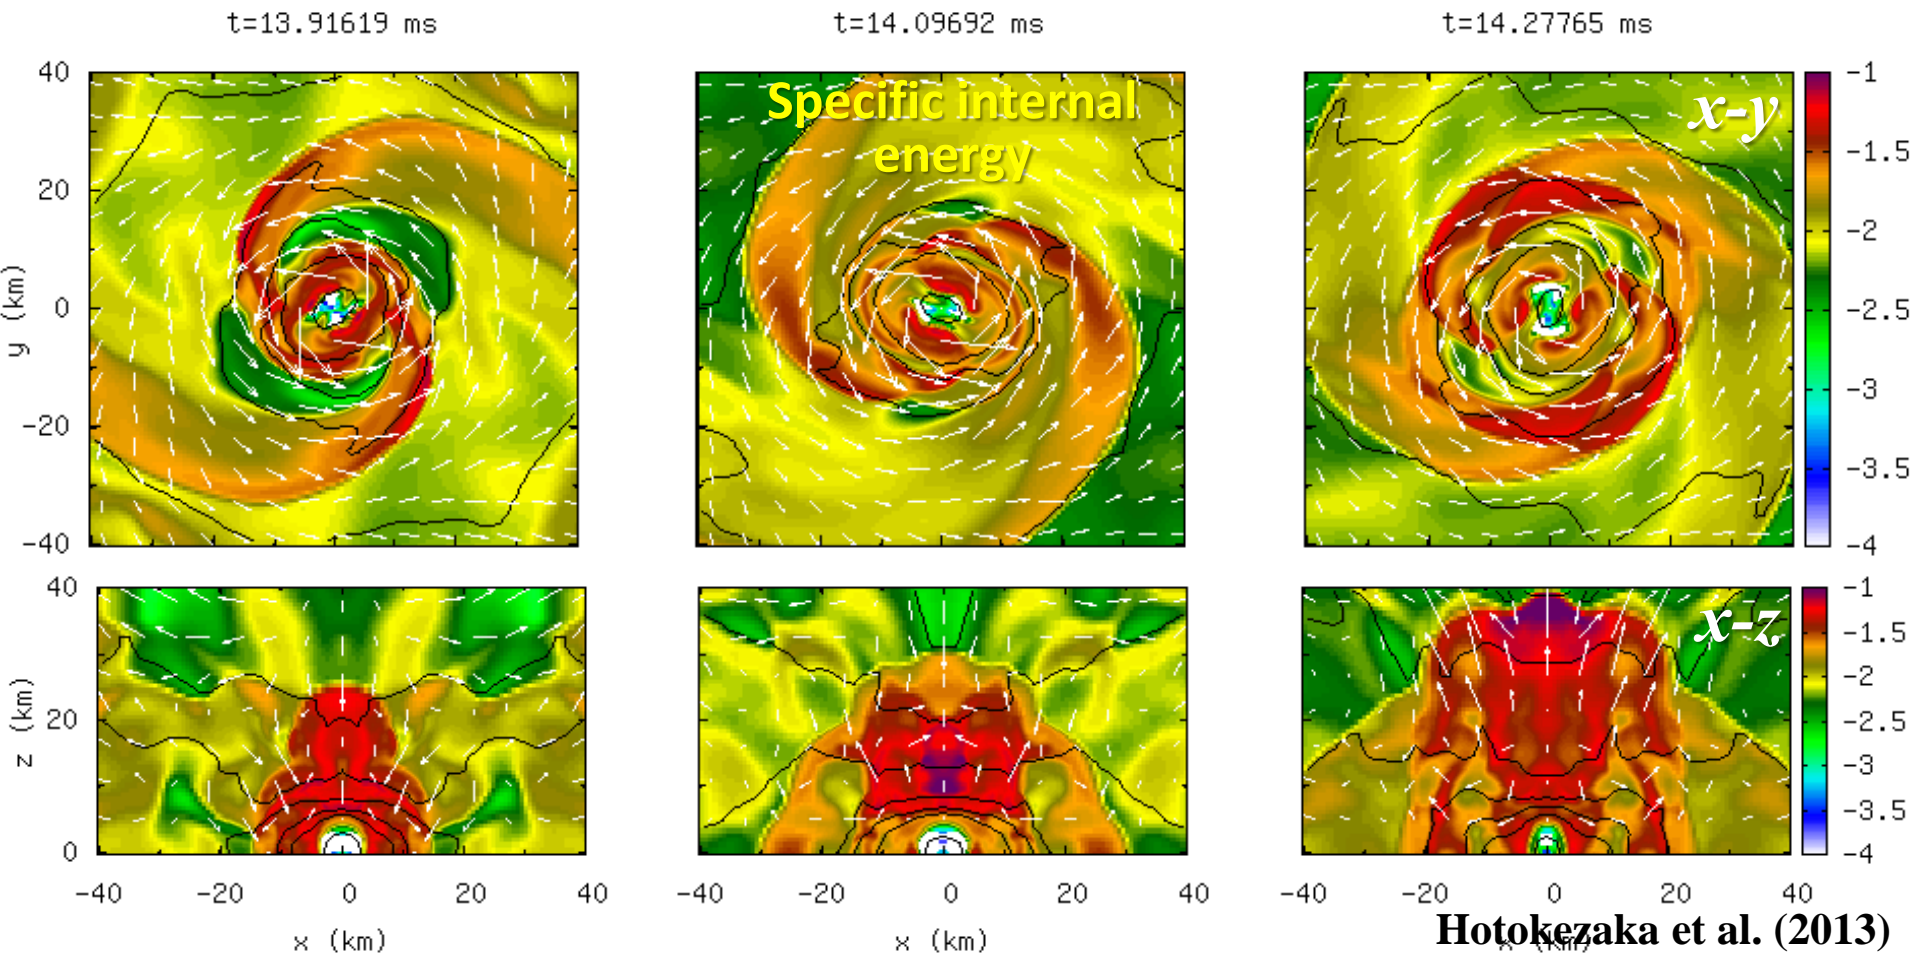 t=13.91619 ms
t=14.09692 ms
t=14.27765 ms
40
20
0
−20
−40
y (km)
Specific internal
energy
x-y
−1
−1.5
−2
−2.5
−3
−3.5
−4
40
20
0
z (km)
x-z
−1
−1.5
−2
−2.5
−3
−3.5
−4
−40 −20 0 20 40
−40 −20 0 20 40
−40 −20 0 20 40
x (km)
x (km)
x (km)
Hotokezaka et al. (2013)